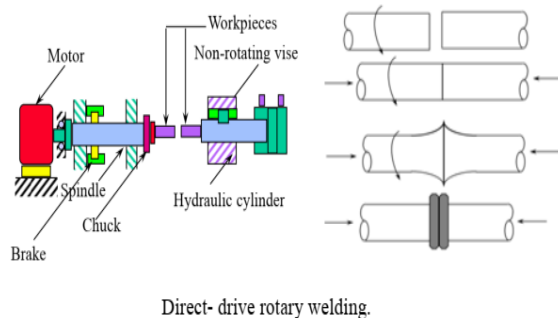 Workpieces
Non-rotating vise
Motor
Spindle
Hydraulic cylinder
Chuck
Brake
Direct- drive rotary welding.